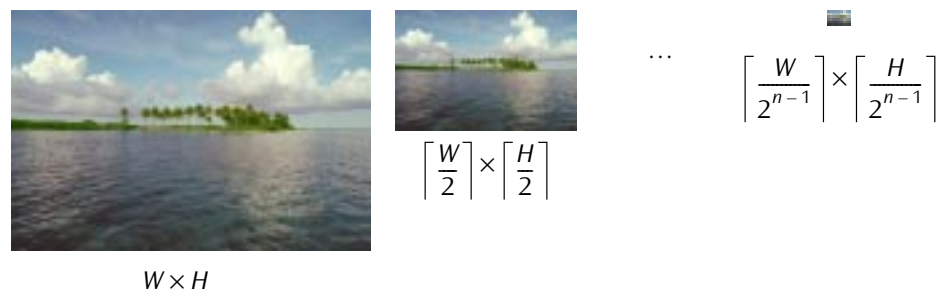 W × H
⌈W/2⌉ × ⌈H/2⌉
...
⌈W/2^{n – 1}⌉ × ⌈H/2^{n – 1}⌉